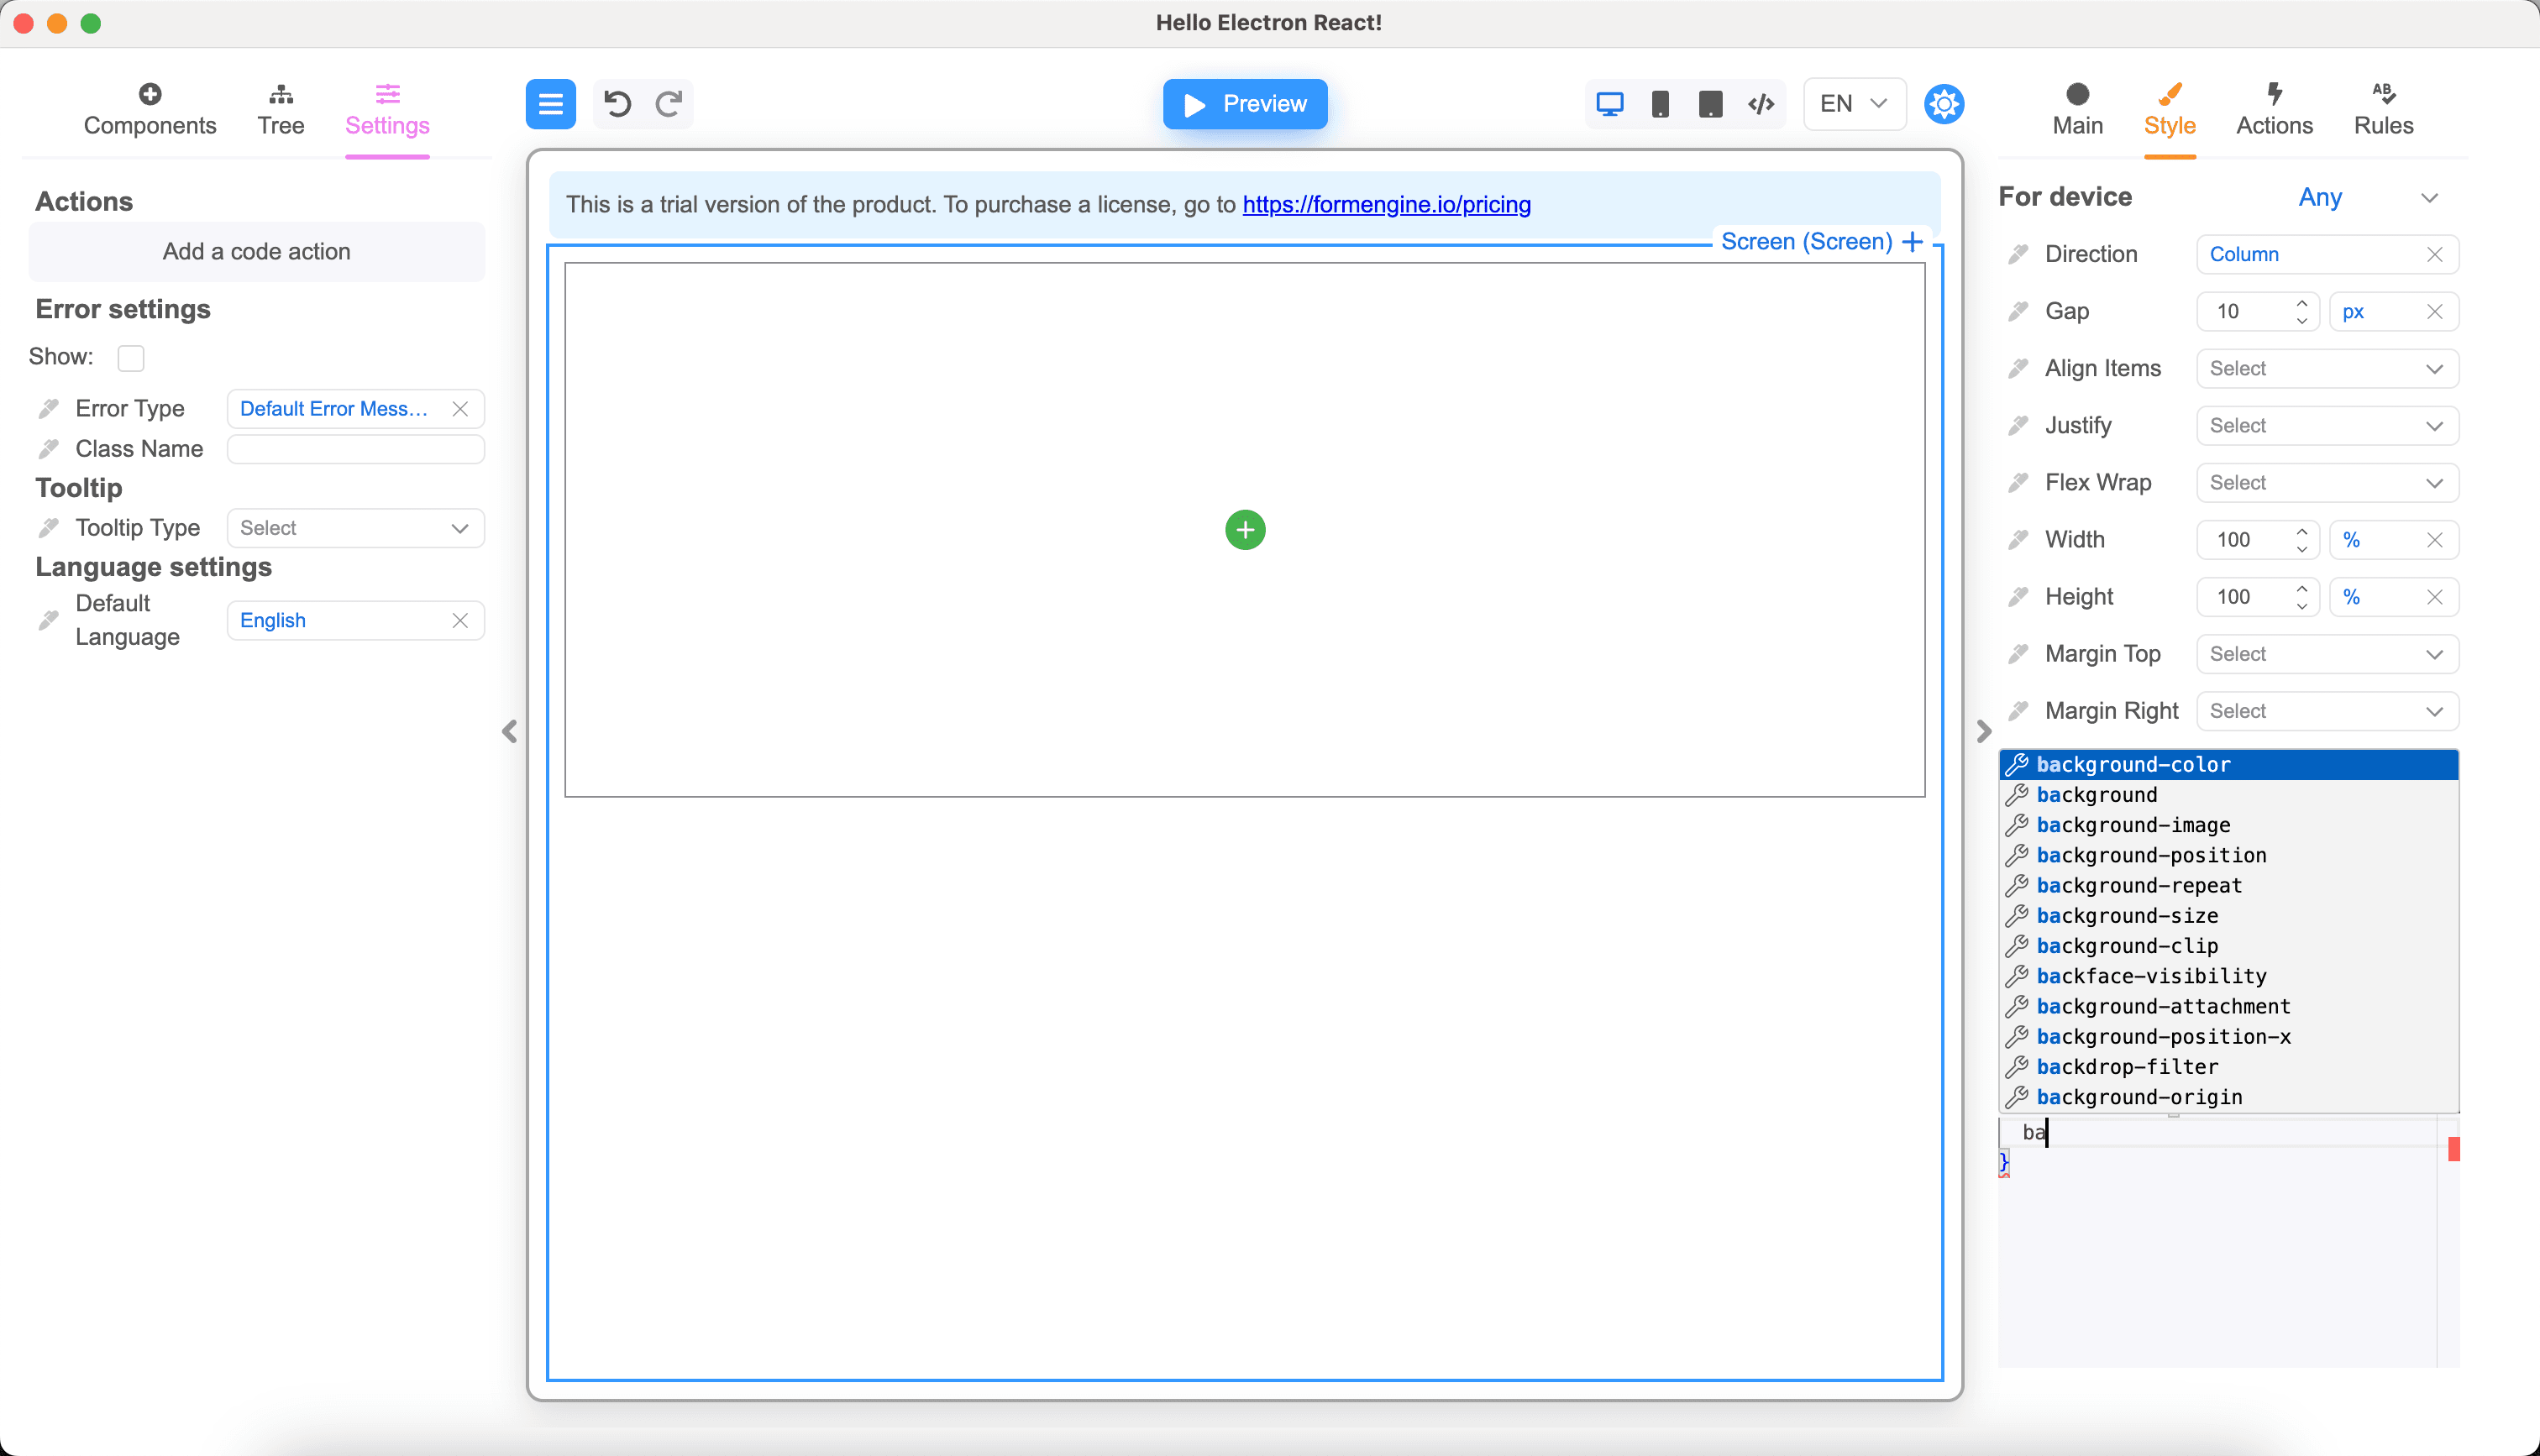 Hello Electron React!
Components
Tree
Settings
Preview
EN
Main
Style
AB
Actions
Rules
Actions
Add a code action
Error settings
Show:
Error Type
Default Error Mess...
Class Name
Tooltip
Tooltip Type
Select
Language settings
Default
Language
English
This is a trial version of the product. To purchase a license, go to https://formengine.io/pricing
Screen (Screen)
For device
Any
Direction
Column
Gap
10
px
Align Items
Select
Justify
Select
Flex Wrap
Select
Width
100
%
Height
100
%
Margin Top
Select
Margin Right
Select
background-color
background
background-image
background-position
background-repeat
background-size
background-clip
backface-visibility
background-attachment
background-position-x
backdrop-filter
background-origin
ba
}